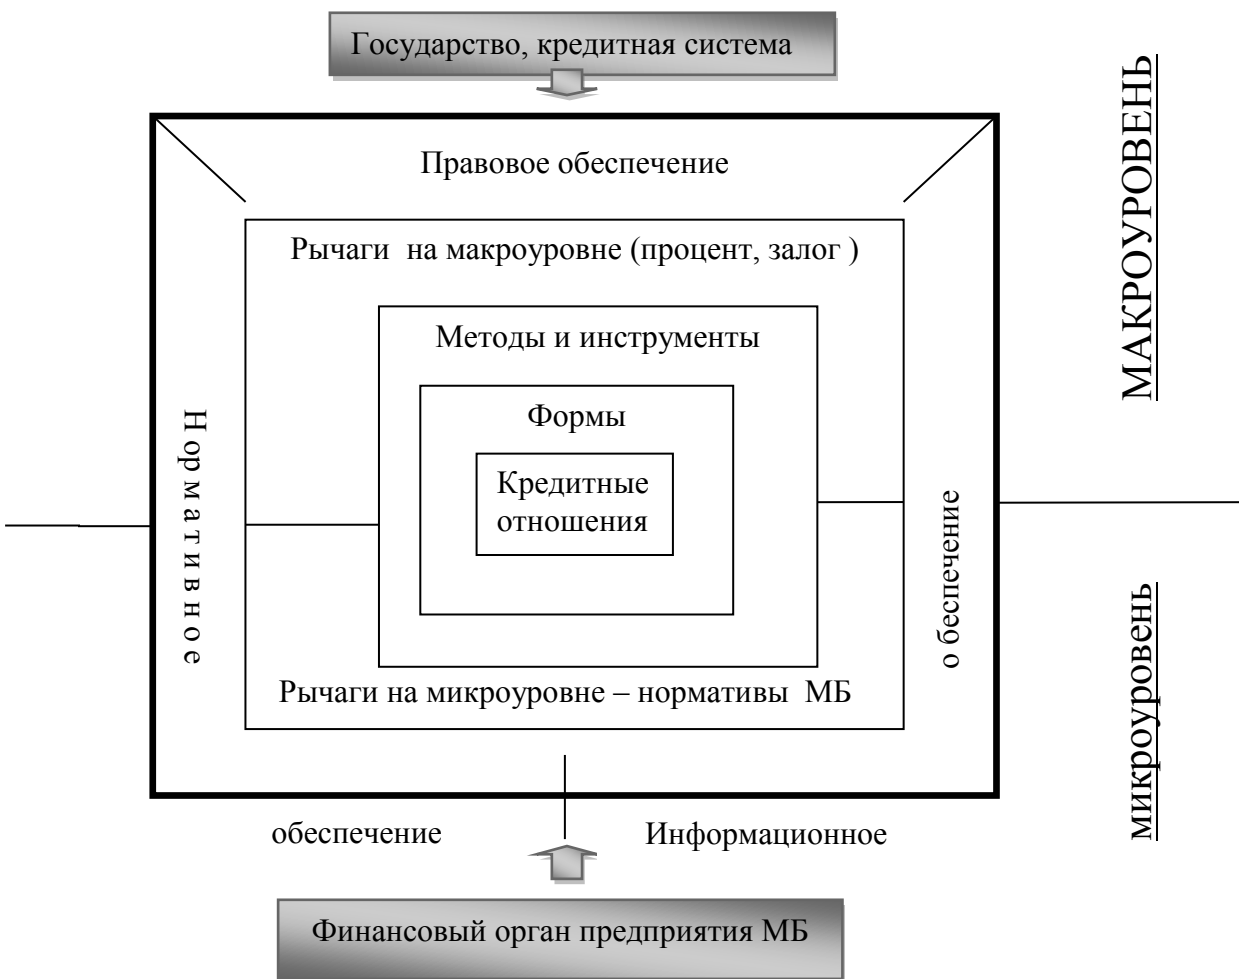 Государство, кредитная система
МАКРОУРОВЕНЬ
Правовое обеспечение
Рычаги на макроуровне (процент, залог )
Методы и инструменты
Формы
Кредитные
отношения
Нормативное
о беспечение
микроуровень
Рычаги на микроуровне – нормативы МБ
обеспечение Информационное
Финансовый орган предприятия МБ